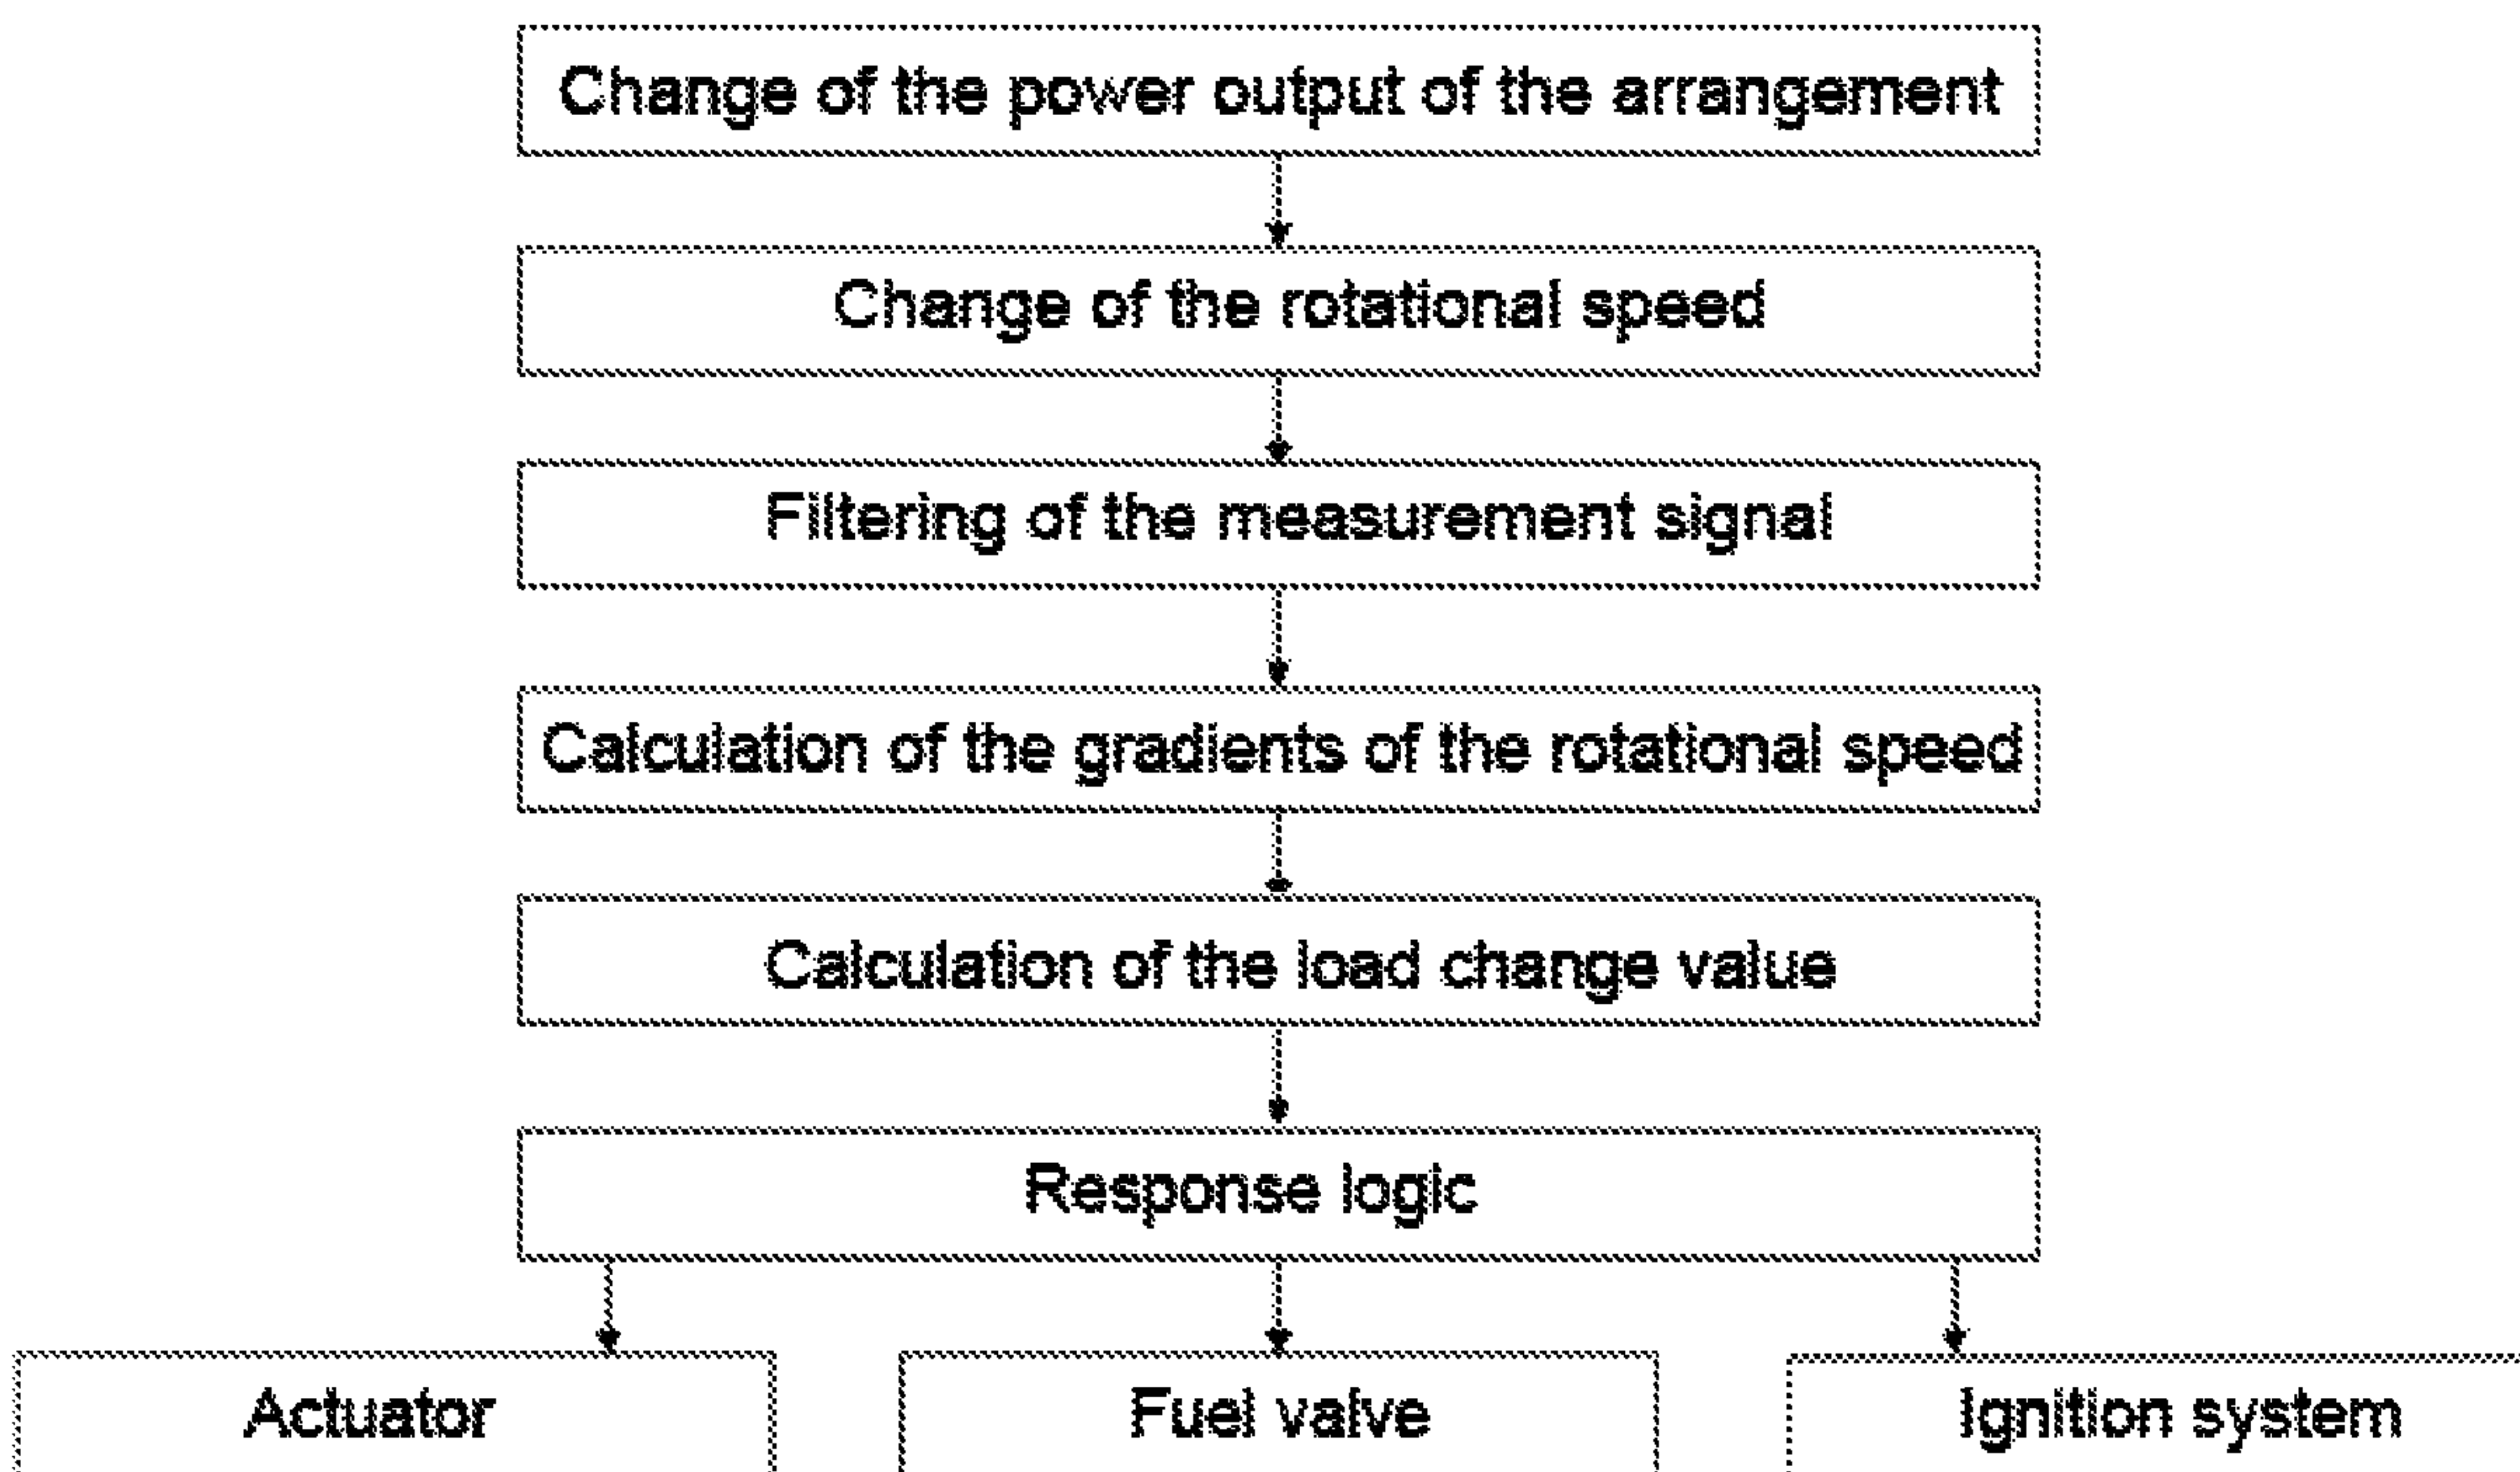 Change of the power output of the arrangement
Change of the rotational speed
Filtering of the measurement signal
Calculation of the gradients of the rotational speed
Calculation of the load change value
Response logic
Actuator
Fuel valve
Ignition system